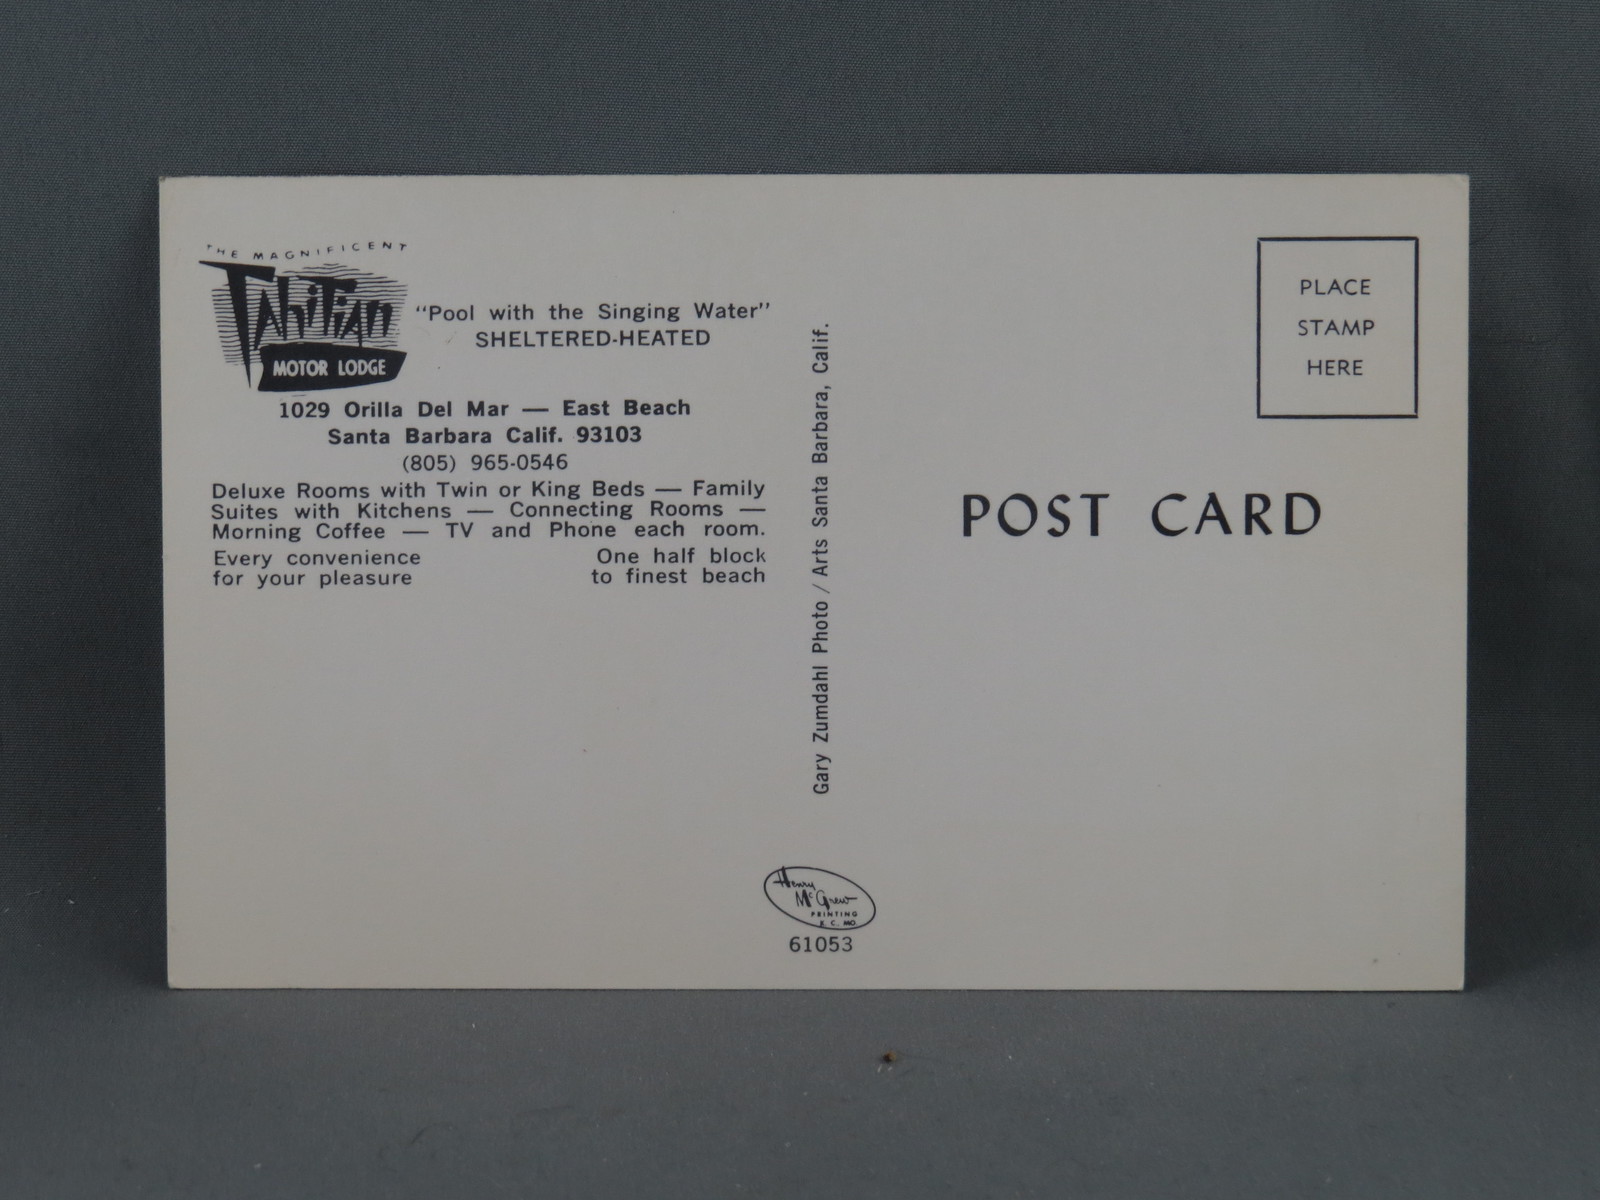 THE MAGNIFICENT
TAHITIAN
MOTOR LODGE
"Pool with the Singing Water"
SHELTERED-HEATED
1029 Orilla Del Mar — East Beach
Santa Barbara Calif. 93103
(805) 965-0546
Deluxe Rooms with Twin or King Beds — Family
Suites with Kitchens — Connecting Rooms —
Morning Coffee — TV and Phone each room.
Every convenience
for your pleasure
One half block
to finest beach
Gary Zumdahl Photo / Arts Santa Barbara, Calif.
Henry
McGrew
PRINTING
K. C. MO.
61053
PLACE
STAMP
HERE
POST CARD